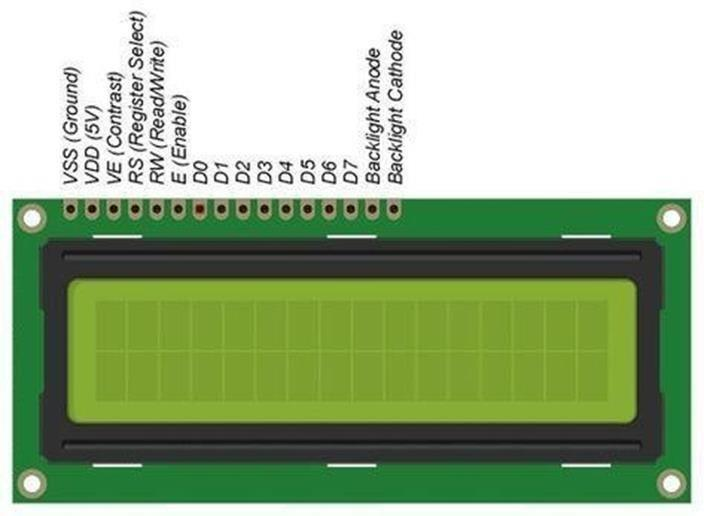 VSS (Ground)
VDD (5V)
VE (Contrast)
RS (Register Select)
RW (Read/Write)
E (Enable)
D0
D1
D2
D3
D4
D5
D6
D7
Backlight Anode
Backlight Cathode